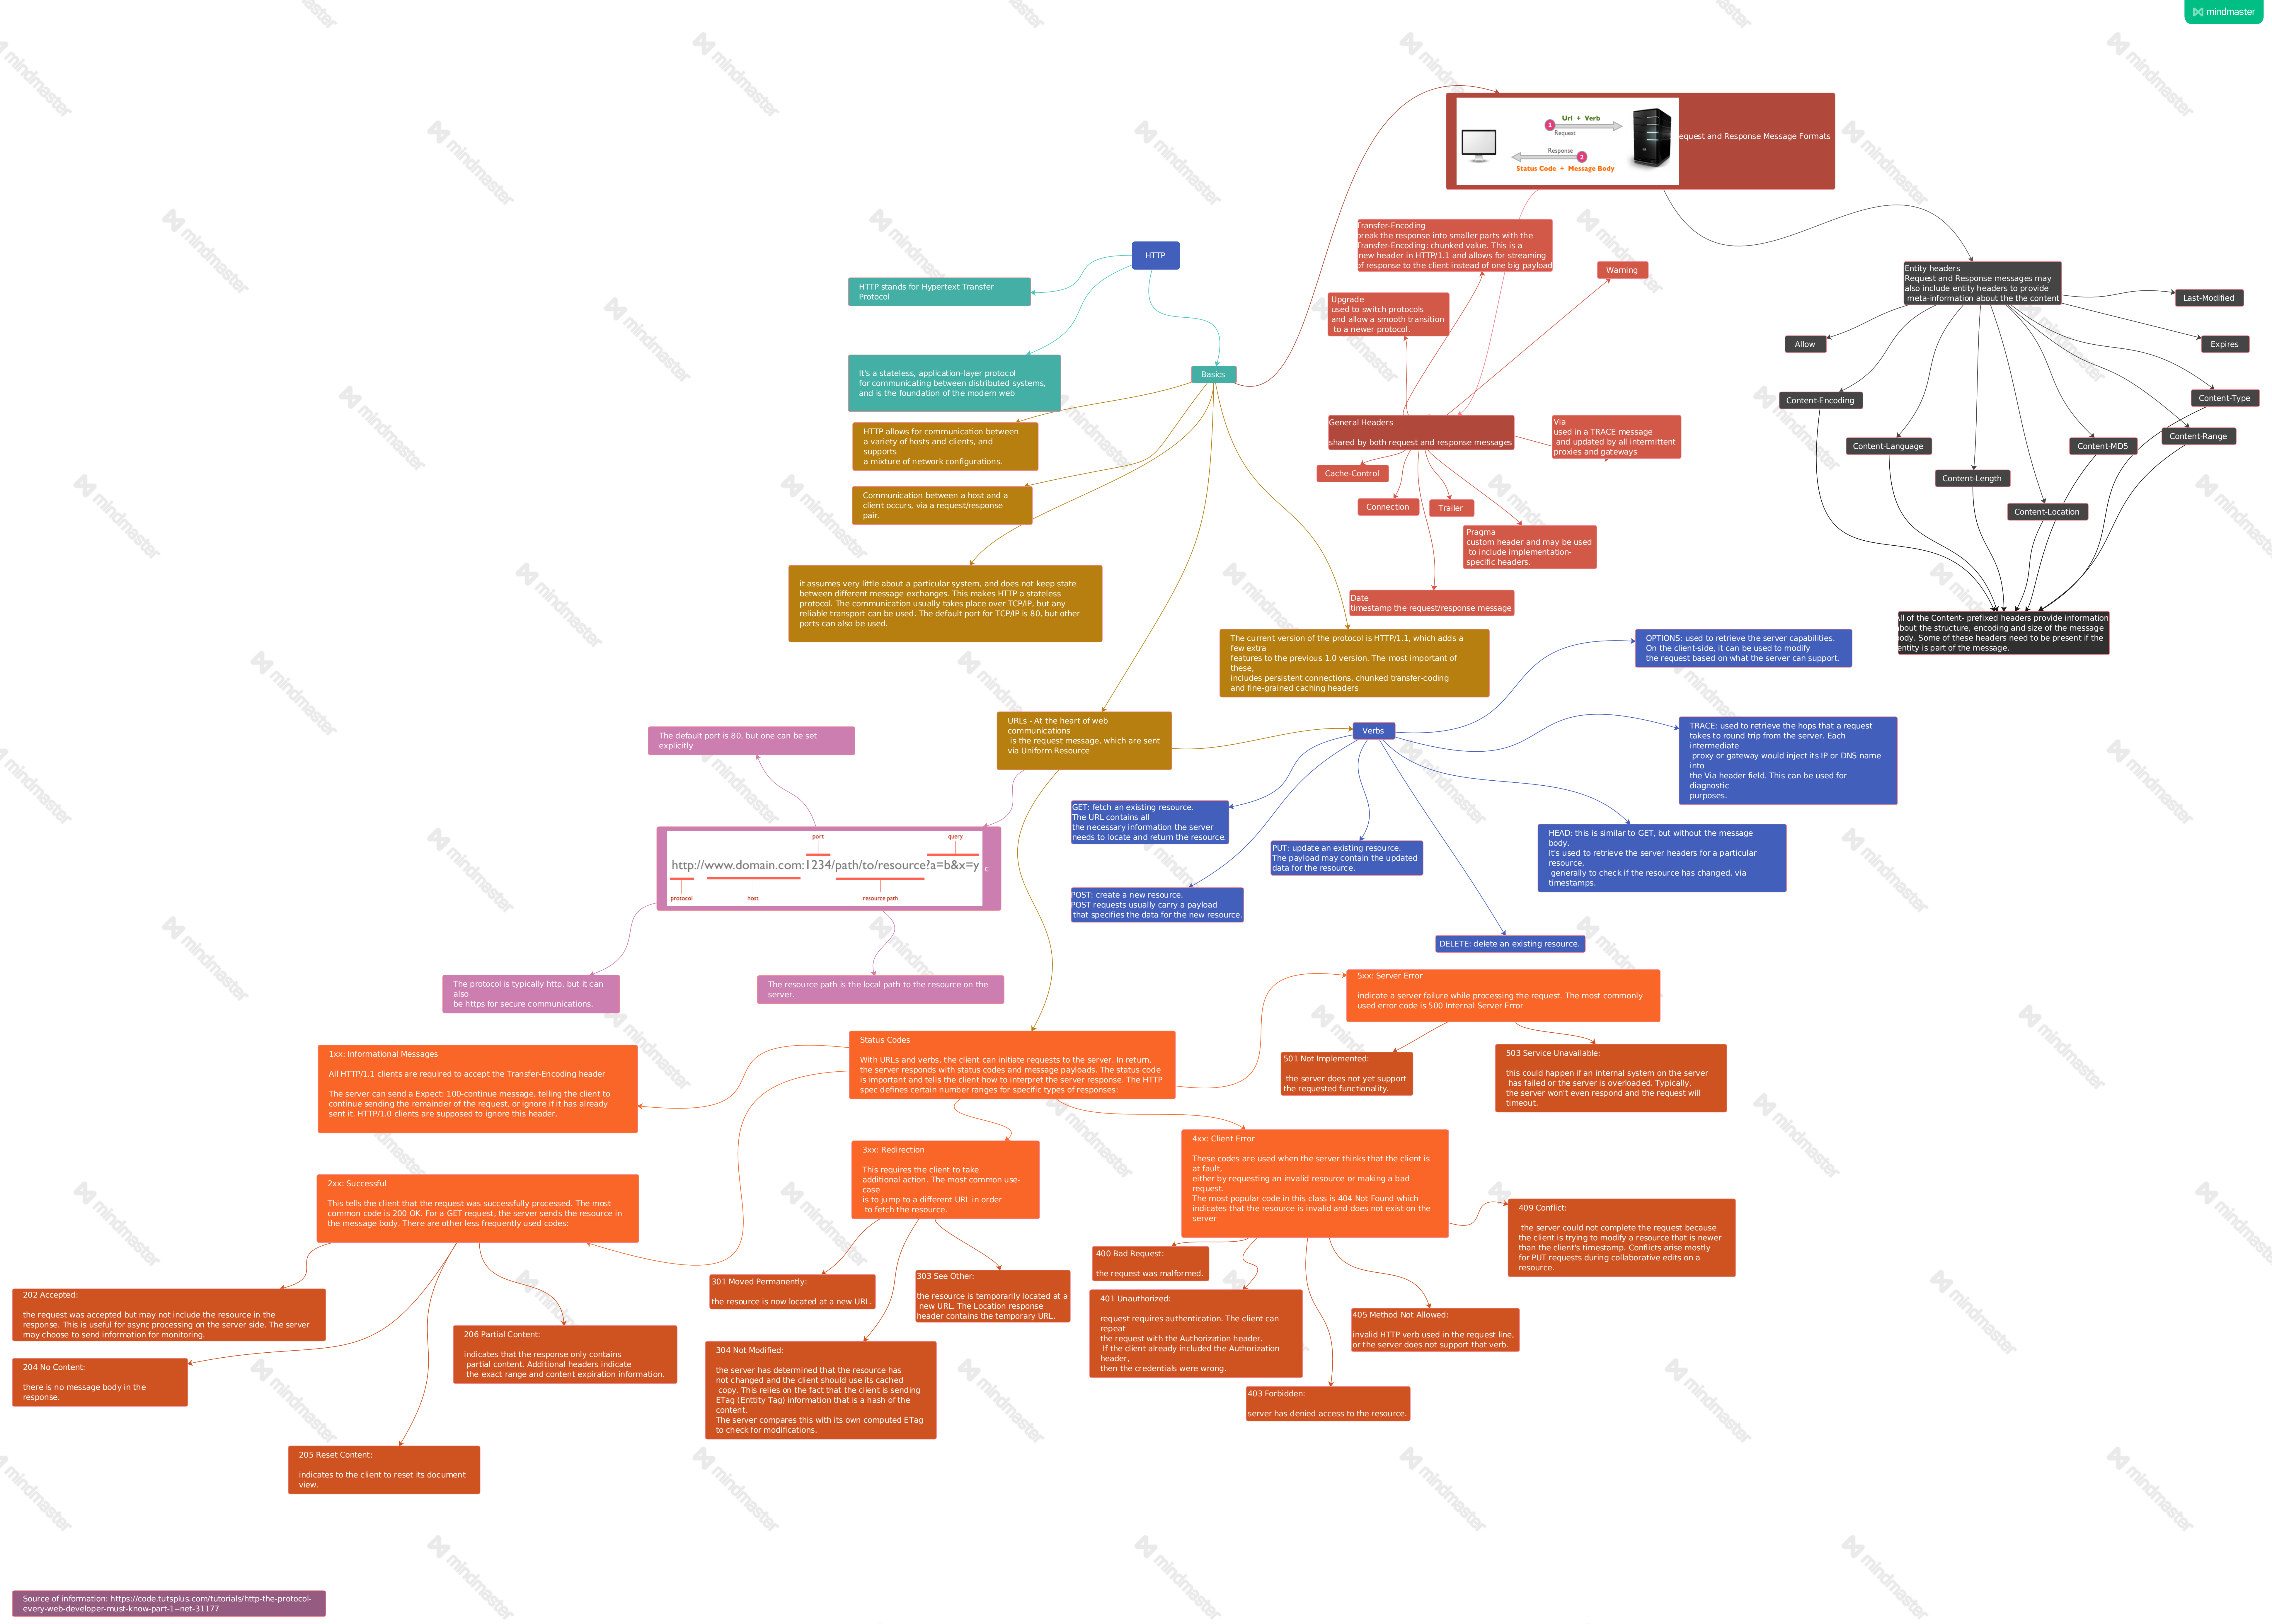 mindmaster
Url + Verb
1
Request
Response
2
Status Code + Message Body
equest and Response Message Formats
HTTP
HTTP stands for Hypertext Transfer
Protocol
It's a stateless, application-layer protocol
for communicating between distributed systems,
and is the foundation of the modern web
Basics
HTTP allows for communication between
a variety of hosts and clients, and
supports
a mixture of network configurations.
Communication between a host and a
client occurs, via a request/response
pair.
it assumes very little about a particular system, and does not keep state
between different message exchanges. This makes HTTP a stateless
protocol. The communication usually takes place over TCP/IP, but any
reliable transport can be used. The default port for TCP/IP is 80, but other
ports can also be used.
Transfer-Encoding
break the response into smaller parts with the
Transfer-Encoding: chunked value. This is a
new header in HTTP/1.1 and allows for streaming
of response to the client instead of one big payload
Warning
Upgrade
used to switch protocols
and allow a smooth transition
to a newer protocol.
General Headers
shared by both request and response messages
Via
used in a TRACE message
and updated by all intermittent
proxies and gateways
Cache-Control
Connection
Trailer
Pragma
custom header and may be used
to include implementation-
specific headers.
Date
timestamp the request/response message
Entity headers
Request and Response messages may
also include entity headers to provide
meta-information about the the content
Last-Modified
Allow
Expires
Content-Encoding
Content-Type
Content-Language
Content-MD5
Content-Range
Content-Length
Content-Location
All of the Content- prefixed headers provide information
about the structure, encoding and size of the message
body. Some of these headers need to be present if the
entity is part of the message.
The current version of the protocol is HTTP/1.1, which adds a
few extra
features to the previous 1.0 version. The most important of
these,
includes persistent connections, chunked transfer-coding
and fine-grained caching headers
URLs - At the heart of web
communications
is the request message, which are sent
via Uniform Resource
The default port is 80, but one can be set
explicitly
port
query
http://www.domain.com:1234/path/to/resource?a=b&x=y
c
protocol
host
resource path
The protocol is typically http, but it can
also
be https for secure communications.
The resource path is the local path to the resource on the
server.
Verbs
OPTIONS: used to retrieve the server capabilities.
On the client-side, it can be used to modify
the request based on what the server can support.
TRACE: used to retrieve the hops that a request
takes to round trip from the server. Each
intermediate
proxy or gateway would inject its IP or DNS name
into
the Via header field. This can be used for
diagnostic
purposes.
GET: fetch an existing resource.
The URL contains all
the necessary information the server
needs to locate and return the resource.
PUT: update an existing resource.
The payload may contain the updated
data for the resource.
HEAD: this is similar to GET, but without the message
body.
It's used to retrieve the server headers for a particular
resource,
generally to check if the resource has changed, via
timestamps.
POST: create a new resource.
POST requests usually carry a payload
that specifies the data for the new resource.
DELETE: delete an existing resource.
Status Codes
With URLs and verbs, the client can initiate requests to the server. In return,
the server responds with status codes and message payloads. The status code
is important and tells the client how to interpret the server response. The HTTP
spec defines certain number ranges for specific types of responses:
5xx: Server Error
indicate a server failure while processing the request. The most commonly
used error code is 500 Internal Server Error
501 Not Implemented:
the server does not yet support
the requested functionality.
503 Service Unavailable:
this could happen if an internal system on the server
has failed or the server is overloaded. Typically,
the server won't even respond and the request will
timeout.
1xx: Informational Messages
All HTTP/1.1 clients are required to accept the Transfer-Encoding header
The server can send a Expect: 100-continue message, telling the client to
continue sending the remainder of the request, or ignore if it has already
sent it. HTTP/1.0 clients are supposed to ignore this header.
2xx: Successful
This tells the client that the request was successfully processed. The most
common code is 200 OK. For a GET request, the server sends the resource in
the message body. There are other less frequently used codes:
202 Accepted:
the request was accepted but may not include the resource in the
response. This is useful for async processing on the server side. The server
may choose to send information for monitoring.
204 No Content:
there is no message body in the
response.
205 Reset Content:
indicates to the client to reset its document
view.
206 Partial Content:
indicates that the response only contains
partial content. Additional headers indicate
the exact range and content expiration information.
3xx: Redirection
This requires the client to take
additional action. The most common use-
case
is to jump to a different URL in order
to fetch the resource.
301 Moved Permanently:
the resource is now located at a new URL.
303 See Other:
the resource is temporarily located at a
new URL. The Location response
header contains the temporary URL.
304 Not Modified:
the server has determined that the resource has
not changed and the client should use its cached
copy. This relies on the fact that the client is sending
ETag (Enttity Tag) information that is a hash of the
content.
The server compares this with its own computed ETag
to check for modifications.
4xx: Client Error
These codes are used when the server thinks that the client is
at fault,
either by requesting an invalid resource or making a bad
request.
The most popular code in this class is 404 Not Found which
indicates that the resource is invalid and does not exist on the
server
400 Bad Request:
the request was malformed.
401 Unauthorized:
request requires authentication. The client can
repeat
the request with the Authorization header.
If the client already included the Authorization
header,
then the credentials were wrong.
403 Forbidden:
server has denied access to the resource.
405 Method Not Allowed:
invalid HTTP verb used in the request line,
or the server does not support that verb.
409 Conflict:
the server could not complete the request because
the client is trying to modify a resource that is newer
than the client's timestamp. Conflicts arise mostly
for PUT requests during collaborative edits on a
resource.
Source of information: https://code.tutsplus.com/tutorials/http-the-protocol-
every-web-developer-must-know-part-1--net-31177